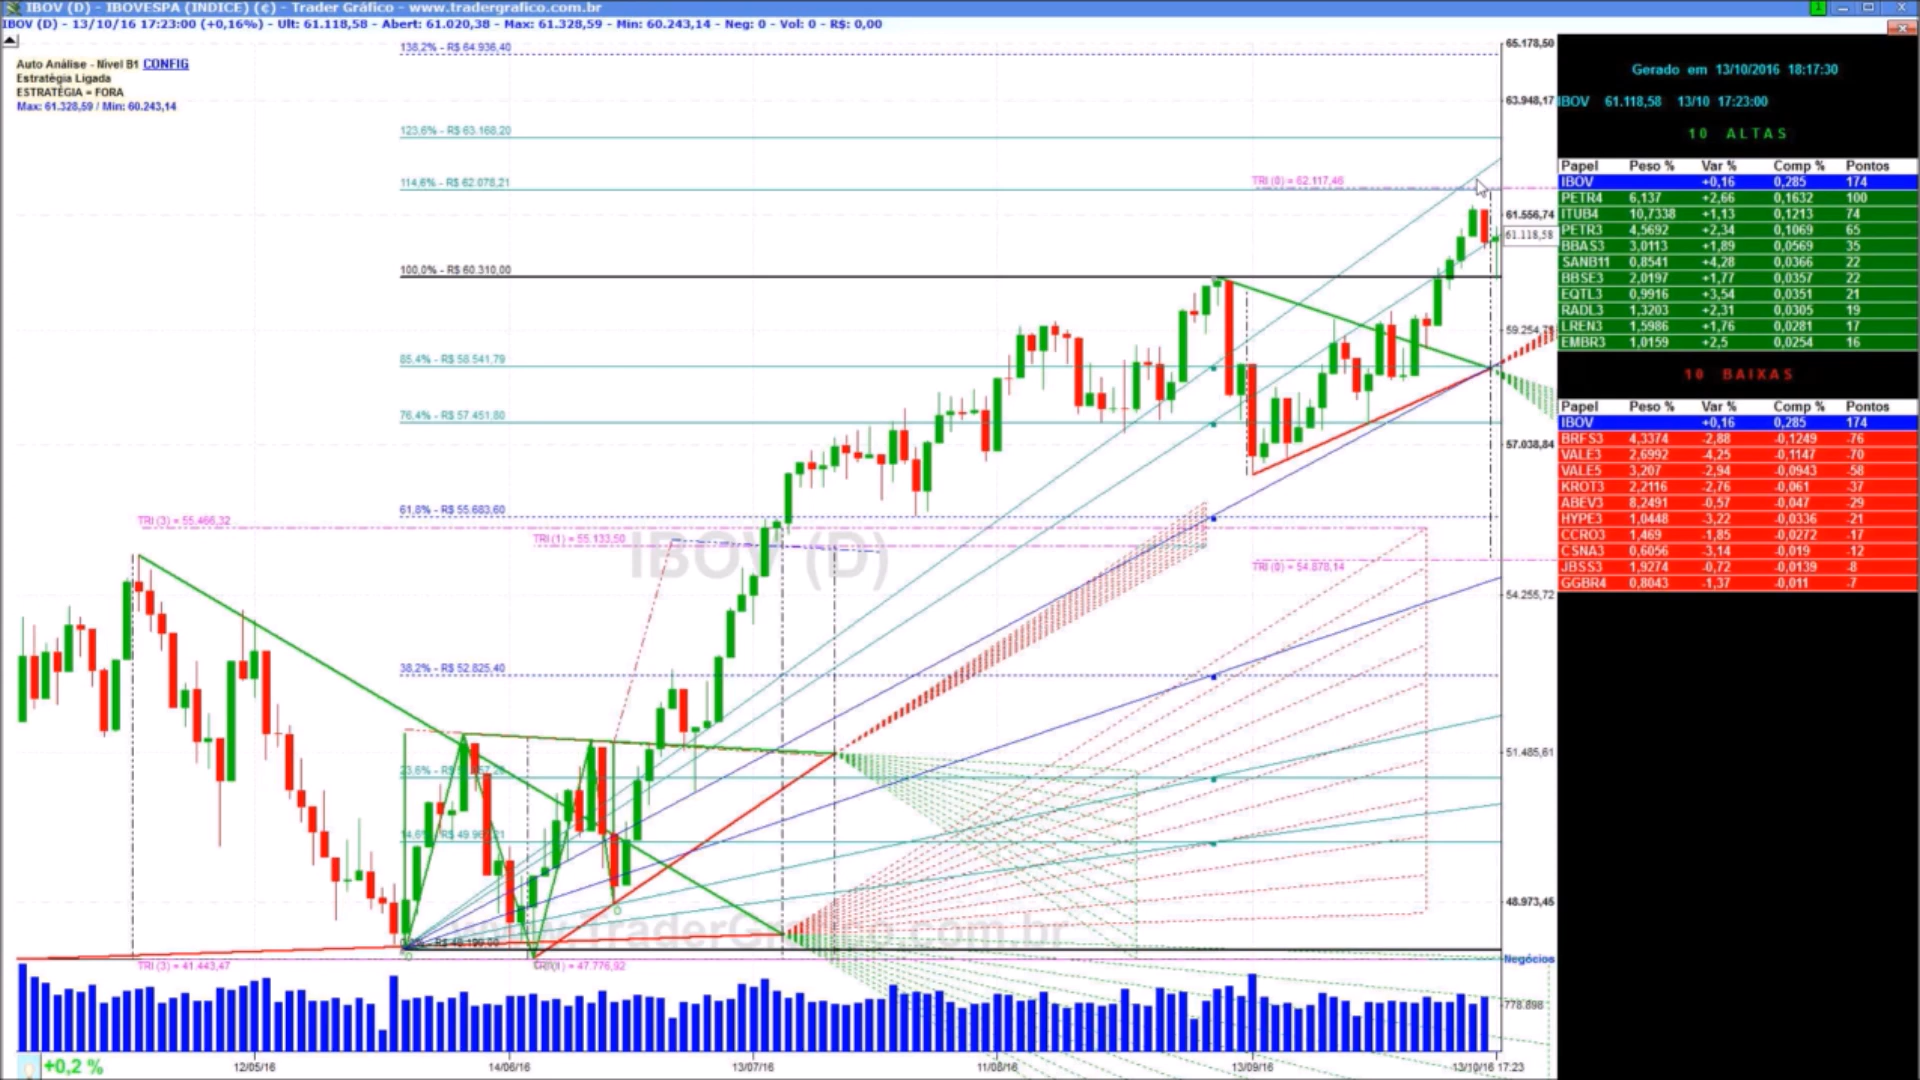 IBOV (D) - IBOVESPA (INDICE) (c) - Trader Gráfico - www.tradergrafico.com.br
IBOV (D) - 13/10/16 17:23:00 (+0,16%) - Ult: 61.118,58 - Abert: 61.020,38 - Max: 61.328,59 - Min: 60.243,14 - Neg: 0 - Vol: 0 - R$: 0,00
Auto Análise - Nivel B1 CONFIG
Estratégia Ligada
ESTRATÉGIA = FORA
Max: 61.328,59 / Min: 60.243,14
138,2% - R$ 64.936,40
123,6% - R$ 63.168,20
114,6% - R$ 62.078,21
TRI (0) = 62.117,46
100,0% - R$ 60.310,00
85,4% - R$ 58.541,79
76,4% - R$ 57.451,80
61,8% - R$ 55.683,60
TRI (3) = 55.466,32
TRI (1) = 55.133,50
IBOV (D)
TRI (0) = 54.878,14
38,2% - R$ 52.825,40
23,6% - R$
14,6% - R$
www.TraderGrafico.com.br
TRI (3) = 41.443,47
= 47.776,92
65.178,50
63.948,17
61.556,74
61.118,58
59.254,
57.038,84
54.255,72
51.485,61
48.973,45
Negócios
778.898
+0,2 %
12/05/16
14/06/16
13/07/16
11/08/16
13/09/16
13/10/16 17:23
Gerado em 13/10/2016 18:17:30
IBOV 61.118,58 13/10 17:23:00
10 ALTAS
Papel Peso % Var % Comp % Pontos
IBOV +0,16 0,285 174
PETR4 6,137 +2,66 0,1632 100
ITUB4 10,7338 +1,13 0,1213 74
PETR3 4,5692 +2,34 0,1069 65
BBAS3 3,0113 +1,89 0,0569 35
SANB11 0,8541 +4,28 0,0366 22
BBSE3 2,0197 +1,77 0,0357 22
EQTL3 0,9916 +3,54 0,0351 21
RADL3 1,3203 +2,31 0,0305 19
LREN3 1,5986 +1,76 0,0281 17
EMBR3 1,0159 +2,5 0,0254 16
10 BAIXAS
Papel Peso % Var % Comp % Pontos
IBOV +0,16 0,285 174
BRFS3 4,3374 -2,88 -0,1249 -76
VALE3 2,6992 -4,25 -0,1147 -70
VALE5 3,207 -2,94 -0,0943 -58
KROT3 2,2116 -2,76 -0,061 -37
ABEV3 8,2491 -0,57 -0,047 -29
HYPE3 1,0448 -3,22 -0,0336 -21
CCRO3 1,469 -1,85 -0,0272 -17
CSNA3 0,6056 -3,14 -0,019 -12
JBSS3 1,9274 -0,72 -0,0139 -8
GGBR4 0,8043 -1,37 -0,011 -7